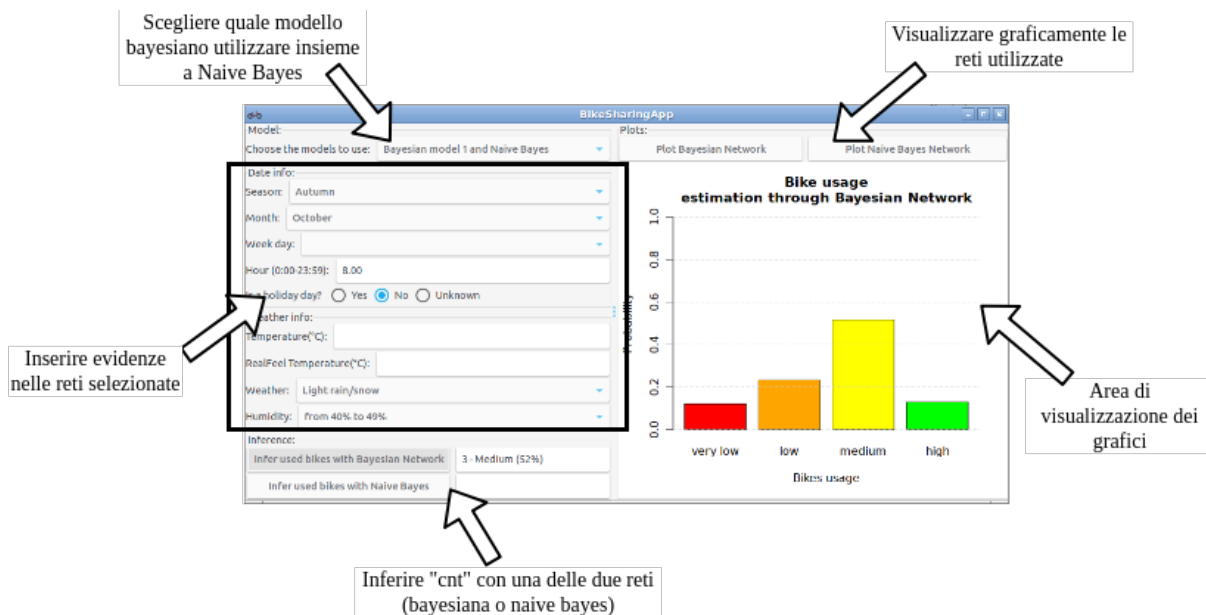 Scegliere quale modello
bayesiano utilizzare insieme
a Naive Bayes
Visualizzare graficamente le
reti utilizzate
BikeSharingApp
Model:
Choose the models to use: Bayesian model 1 and Naive Bayes
Plots:
Plot Bayesian Network
Plot Naive Bayes Network
Date info:
Season: Autumn
Month: October
Week day:
Hour (0:00-23:59): 8.00
holiday day? Yes No Unknown
eather info:
Temperature(°C):
RealFeel Temperature(°C):
Weather: Light rain/snow
Humidity: from 40% to 49%
Inference:
Infer used bikes with Bayesian Network 3 - Medium (52%)
Infer used bikes with Naive Bayes
Bike usage
estimation through Bayesian Network
Probability
1.0
0.8
0.6
0.4
0.2
0.0
very low low medium high
Bikes usage
Inserire evidenze
nelle reti selezionate
Area di
visualizzazione dei
grafici
Inferire "cnt" con una delle due reti
(bayesiana o naive bayes)